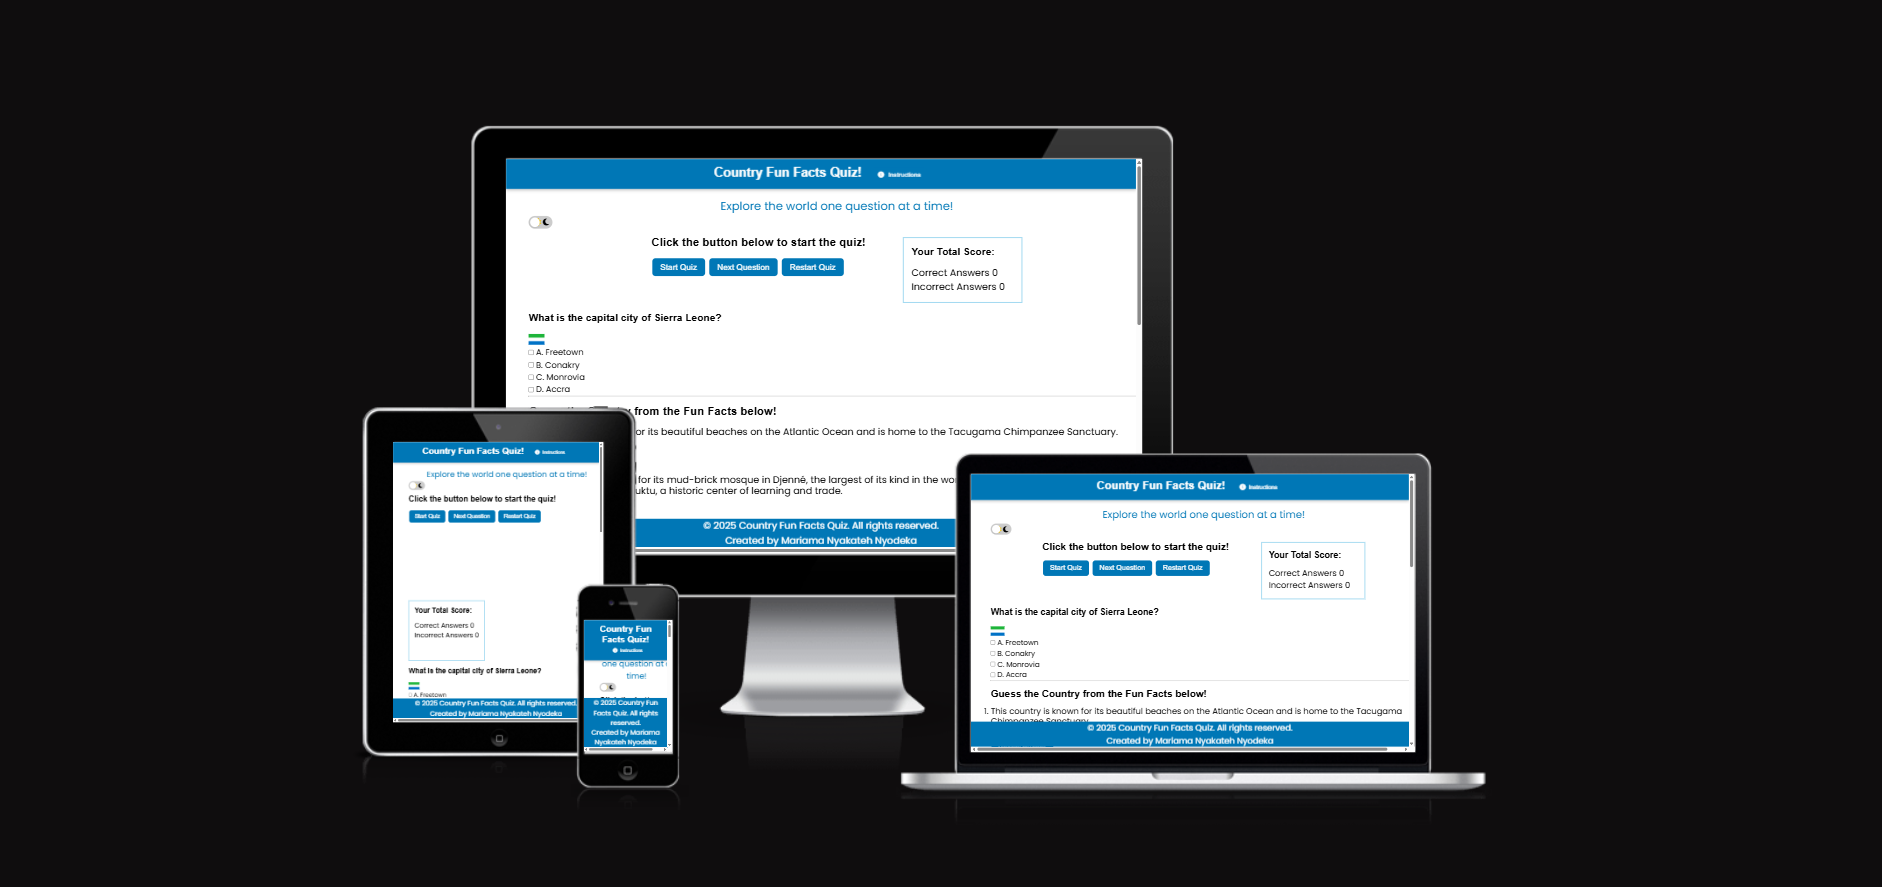 Country Fun Facts Quiz!
Instructions
Explore the world one question at a time!
Click the button below to start the quiz!
Start Quiz
Next Question
Restart Quiz
Your Total Score:
Correct Answers 0
Incorrect Answers 0
What is the capital city of Sierra Leone?
A. Freetown
B. Conakry
C. Monrovia
D. Accra
from the Fun Facts below!
or its beautiful beaches on the Atlantic Ocean and is home to the Tacugama Chimpanzee Sanctuary.
for its mud-brick mosque in Djenné, the largest of its kind in the
uktu, a historic center of learning and trade.
© 2025 Country Fun Facts Quiz. All rights reserved.
Created by Mariama Nyakateh Nyodeka
Country Fun Facts Quiz!
Instructions
Explore the world one question at a time!
Click the button below to start the quiz!
Start Quiz
Next Question
Restart Quiz
Your Total Score:
Correct Answers 0
Incorrect Answers 0
What is the capital city of Sierra Leone?
A. Freetown
© 2025 Country Fun Facts Quiz. All rights reserved.
Created by Mariama Nyakateh Nyodeka
Country Fun
Facts Quiz!
Instructions
one question at
time!
© 2025 Country Fun
Facts Quiz. All rights
reserved.
Created by Mariama
Nyakateh Nyodeka
Country Fun Facts Quiz!
Instructions
Explore the world one question at a time!
Click the button below to start the quiz!
Start Quiz
Next Question
Restart Quiz
Your Total Score:
Correct Answers 0
Incorrect Answers 0
What is the capital city of Sierra Leone?
A. Freetown
B. Conakry
C. Monrovia
D. Accra
Guess the Country from the Fun Facts below!
1. This country is known for its beautiful beaches on the Atlantic Ocean and is home to the Tacugama
Chimpanzee Sanctuary.
© 2025 Country Fun Facts Quiz. All rights reserved.
Created by Mariama Nyakateh Nyodeka